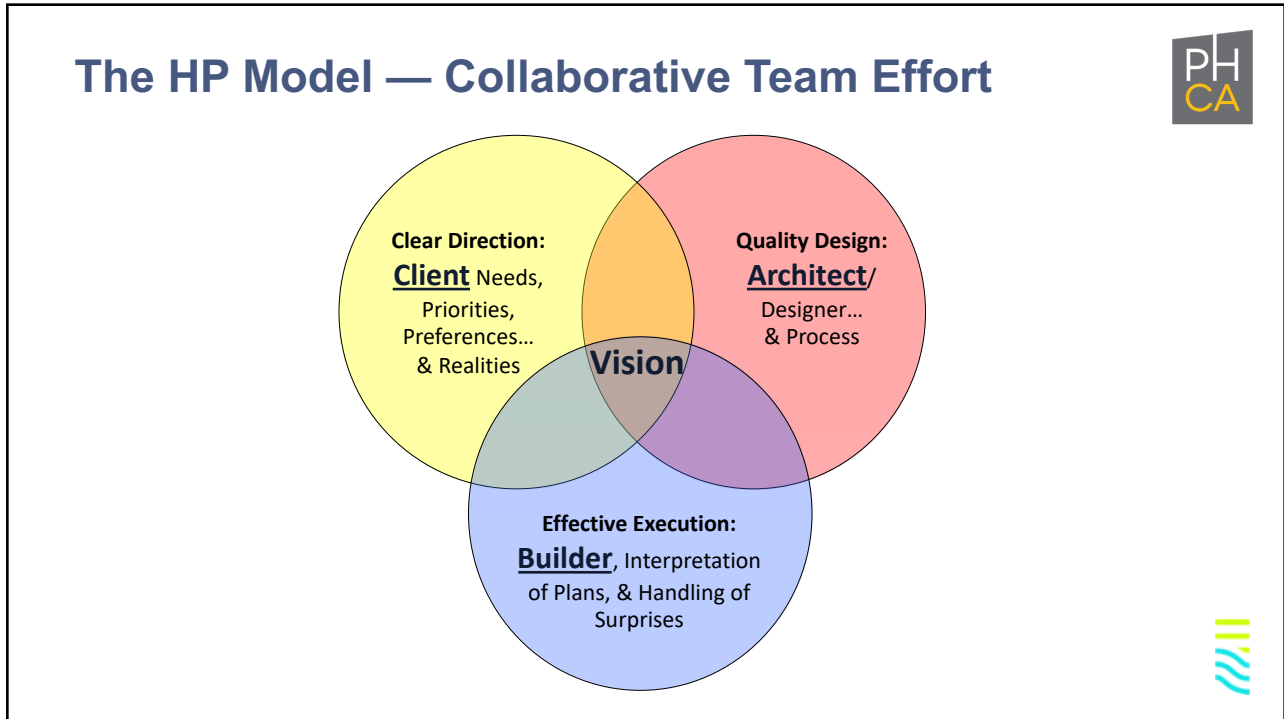 The HP Model — Collaborative Team Effort
PH
CA
Clear Direction:
Client Needs,
Priorities,
Preferences…
& Realities
Quality Design:
Architect/
Designer…
& Process
Vision
Effective Execution:
Builder, Interpretation
of Plans, & Handling of
Surprises